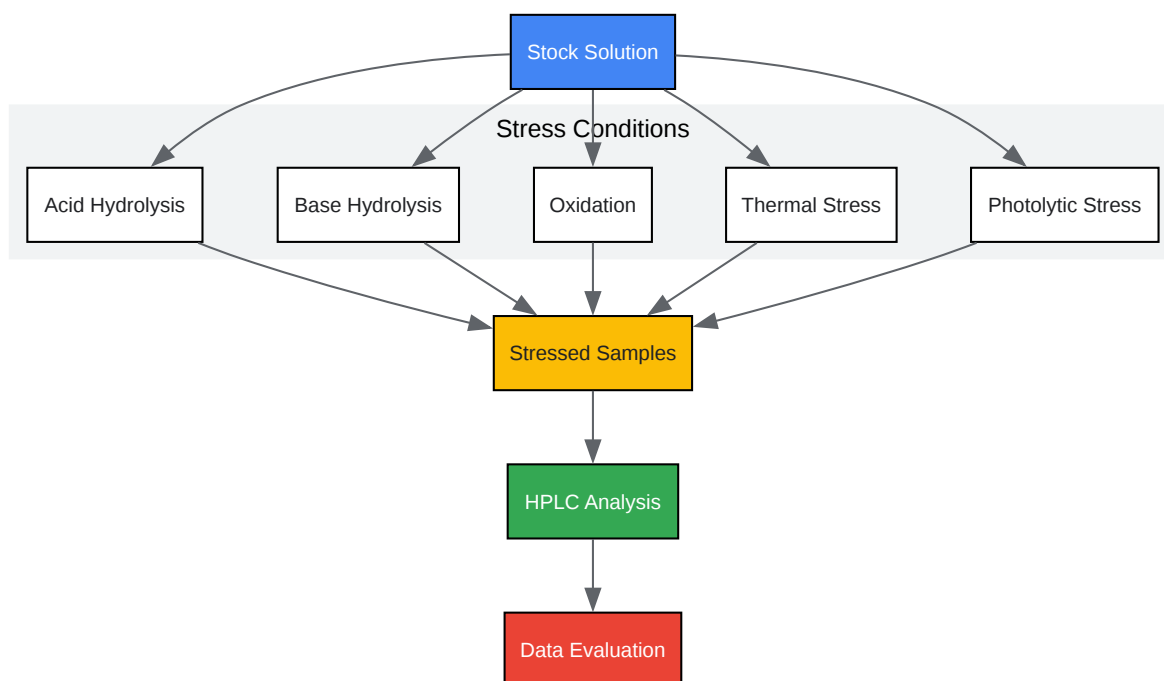 Stock Solution
Stress Conditions
Acid Hydrolysis
Base Hydrolysis
Oxidation
Thermal Stress
Photolytic Stress
Stressed Samples
HPLC Analysis
Data Evaluation